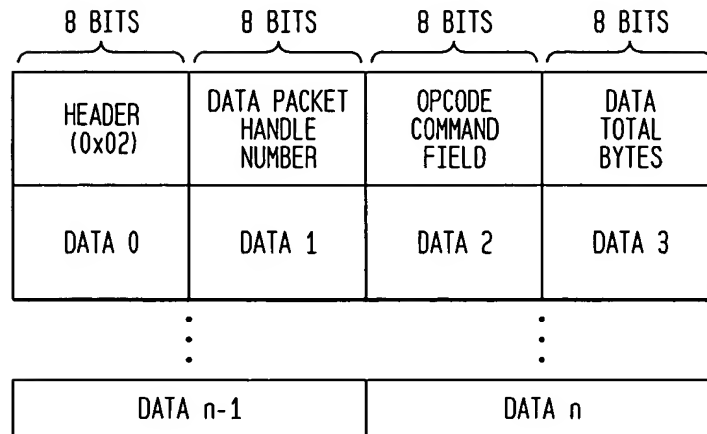 8 BITS 8 BITS 8 BITS 8 BITS
HEADER
(0x02)
DATA PACKET
HANDLE
NUMBER
OPCODE
COMMAND
FIELD
DATA
TOTAL
BYTES
DATA 0 DATA 1 DATA 2 DATA 3
DATA n-1 DATA n